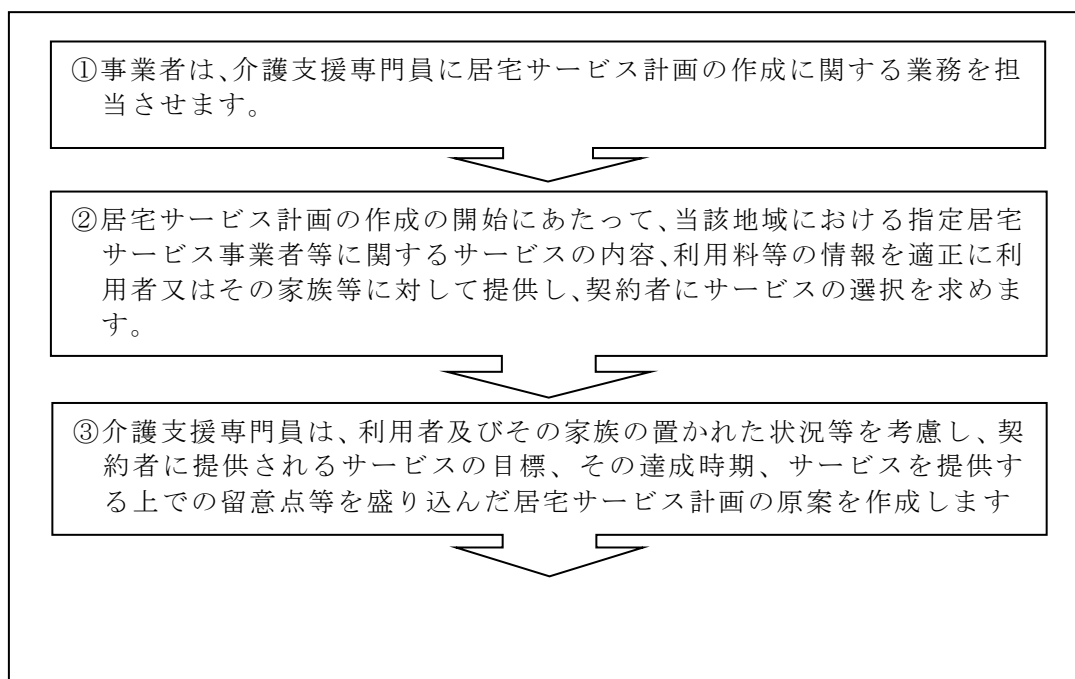 ①事業者は、介護支援専門員に居宅サービス計画の作成に関する業務を担
当させます。
②居宅サービス計画の作成の開始にあたって、当該地域における指定居宅
サービス事業者等に関するサービスの内容、利用料等の情報を適正に利
用者又はその家族等に対して提供し、契約者にサービスの選択を求めま
す。
③介護支援専門員は、利用者及びその家族の置かれた状況等を考慮し、契
約者に提供されるサービスの目標、その達成時期、サービスを提供す
る上での留意点等を盛り込んだ居宅サービス計画の原案を作成します